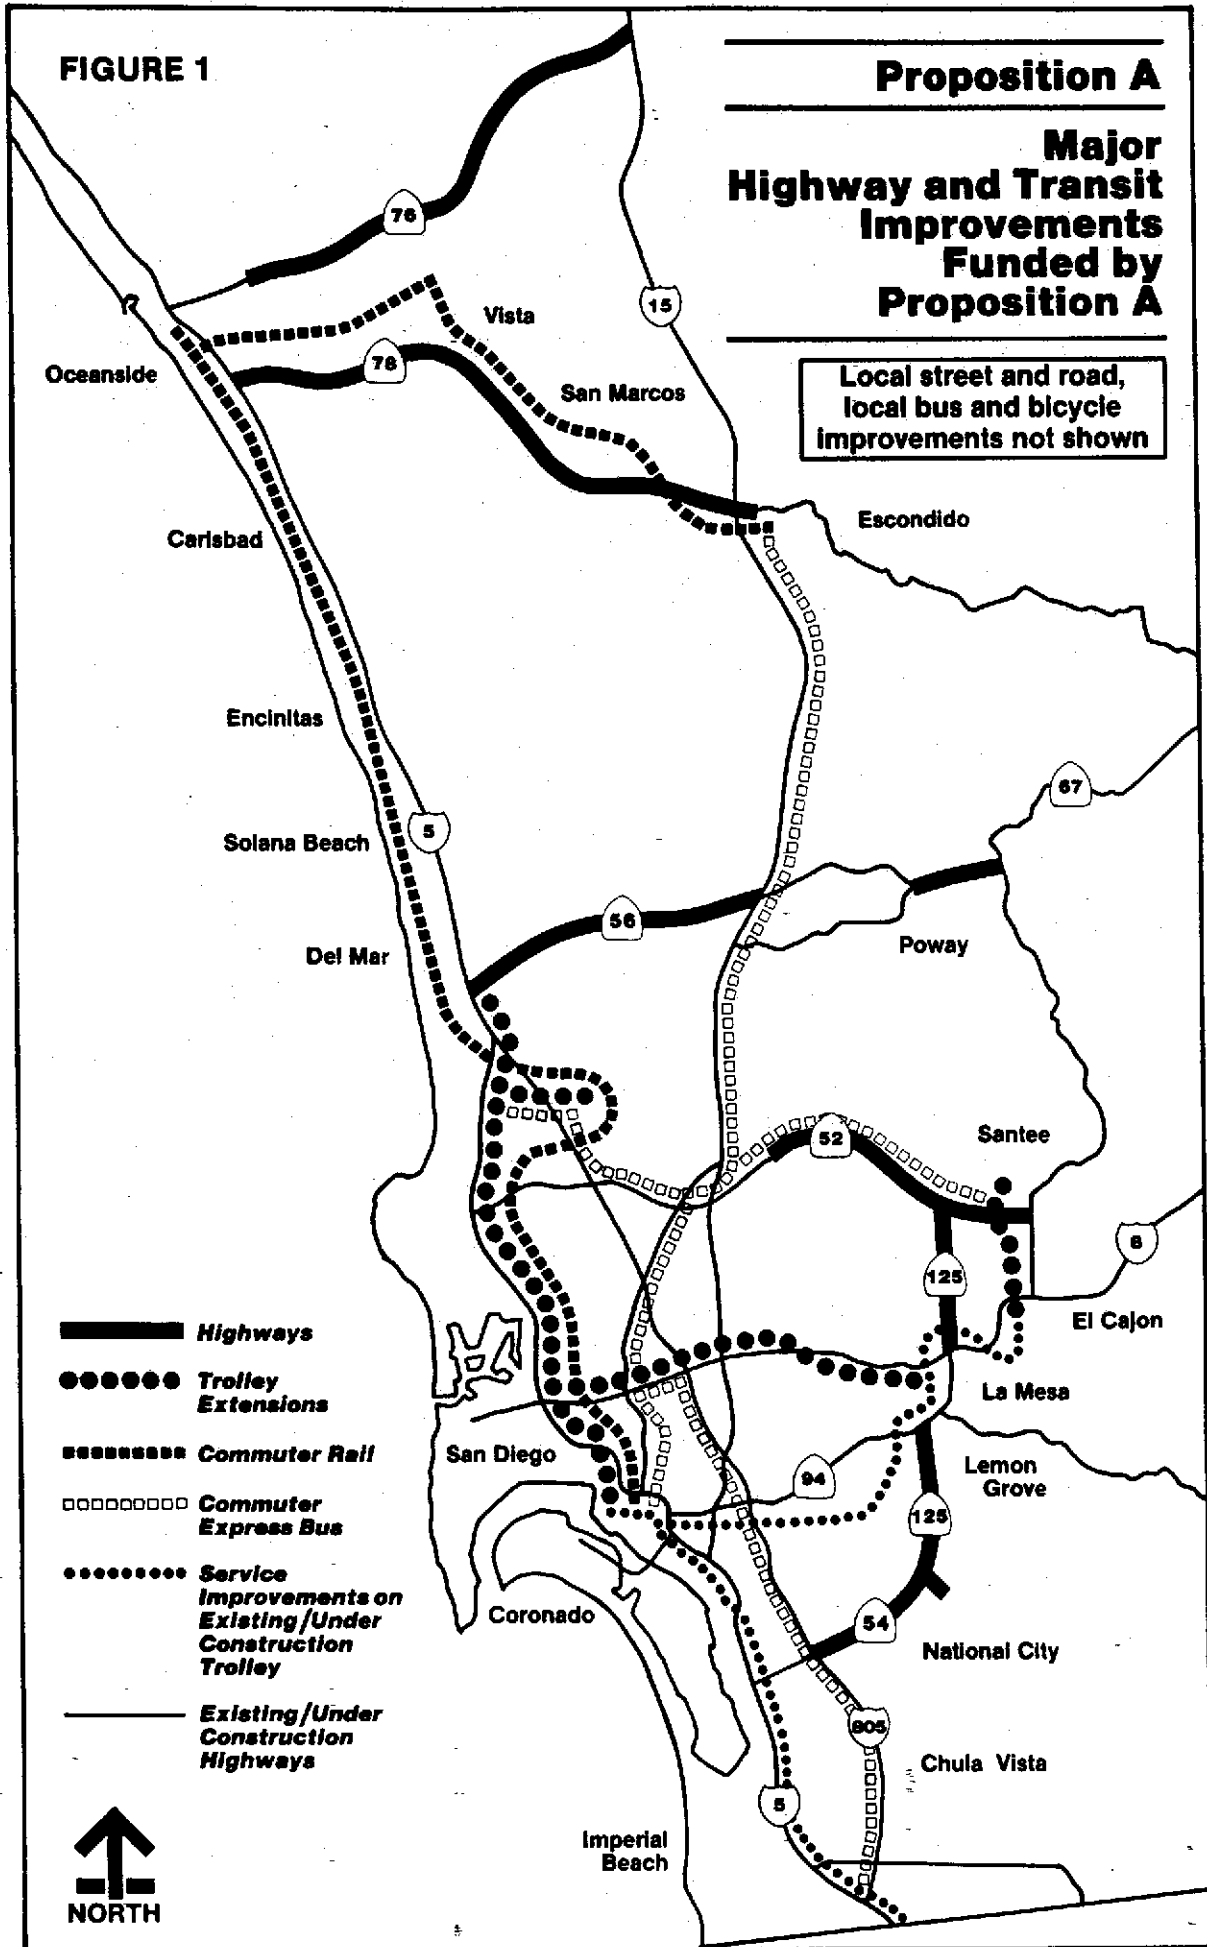 FIGURE 1
Proposition A
Major
Highway and Transit
Improvements
Funded by
Proposition A
Local street and road,
local bus and bicycle
improvements not shown
76
15
Vista
78
Oceanside
San Marcos
Escondido
Carlsbad
Encinitas
67
5
Solana Beach
56
Poway
Del Mar
52
Santee
8
125
El Cajon
La Mesa
San Diego
94
Lemon
Grove
125
Coronado
54
National City
805
Chula Vista
5
Imperial
Beach
Highways
Trolley
Extensions
Commuter Rail
Commuter
Express Bus
Service
Improvements on
Existing/Under
Construction
Trolley
Existing/Under
Construction
Highways
NORTH